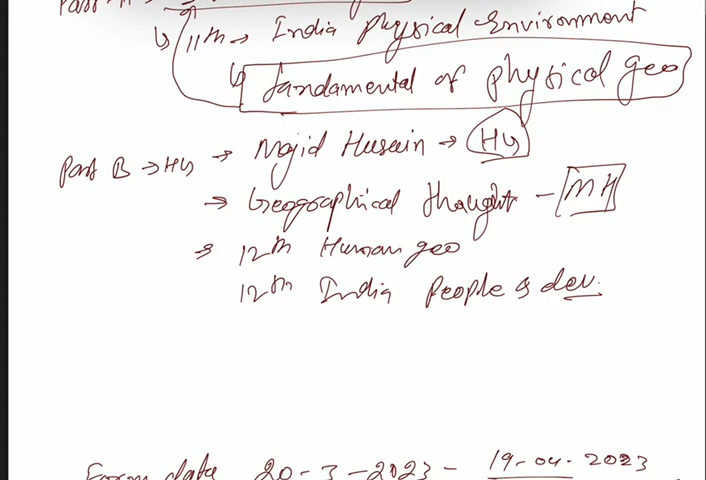 Part
↳ 11th → India Physical Environment
↳ fundamental of physical geo
Part B → HG → Majid Husain → HG
→ Geographical thought - MH
→ 12th Human geo
12th India People & dev.
Form date 20-3-2023 - 19-04-2023